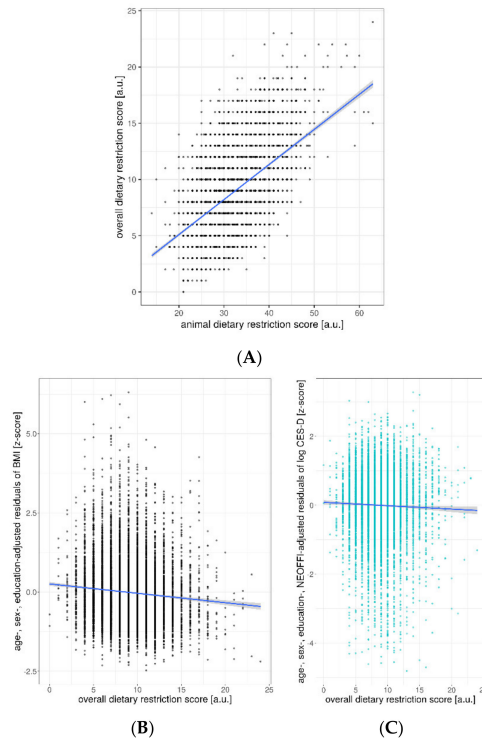 25
20
15
10
5
0
overall dietary restriction score [a.u.]
20 30 40 50 60
animal dietary restriction score [a.u.]
(A)
5.0
2.5
0.0
-2.5
age-, sex-, education-adjusted residuals of BMI [z-score]
0 5 10 15 20 25
overall dietary restriction score [a.u.]
(B)
2
0
-2
-4
age-, sex-, education-, NEOFFI-adjusted residuals of log CES-D [z-score]
0 5 10 15 20
overall dietary restriction score [a.u.]
(C)